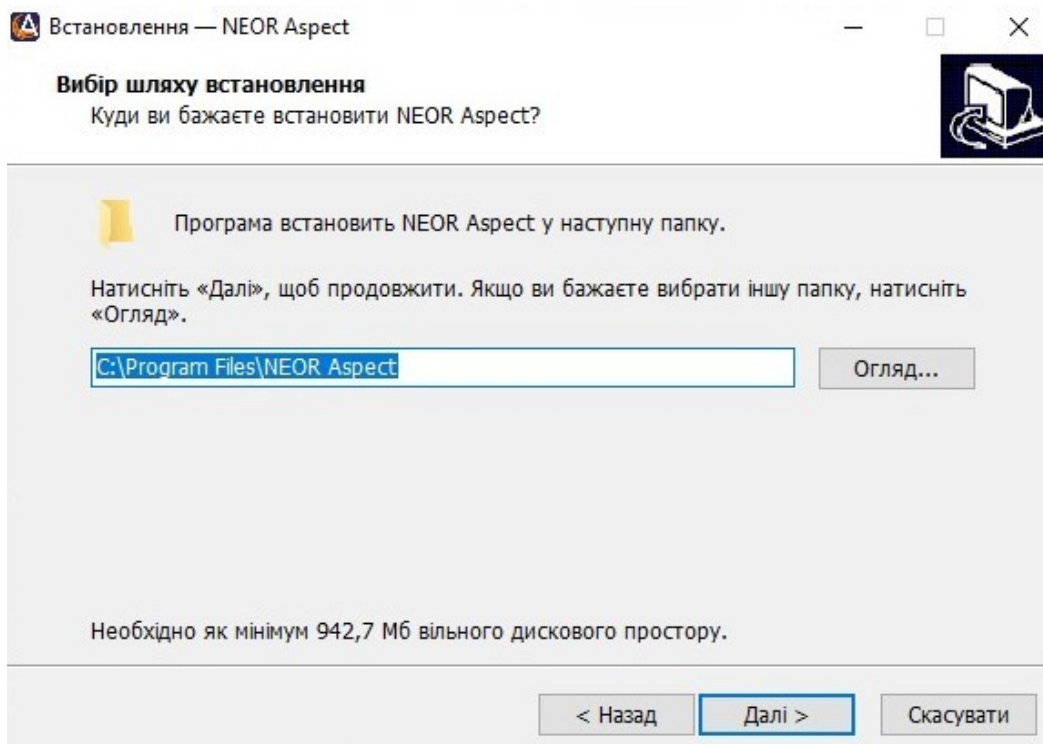 Встановлення — NEOR Aspect
Вибір шляху встановлення
Куди ви бажаєте встановити NEOR Aspect?
Програма встановить NEOR Aspect у наступну папку.
Натисніть «Далі», щоб продовжити. Якщо ви бажаєте вибрати іншу папку, натисніть
«Огляд».
C:\Program Files\NEOR Aspect
Огляд...
Необхідно як мінімум 942,7 Мб вільного дискового простору.
< Назад
Далі >
Скасувати